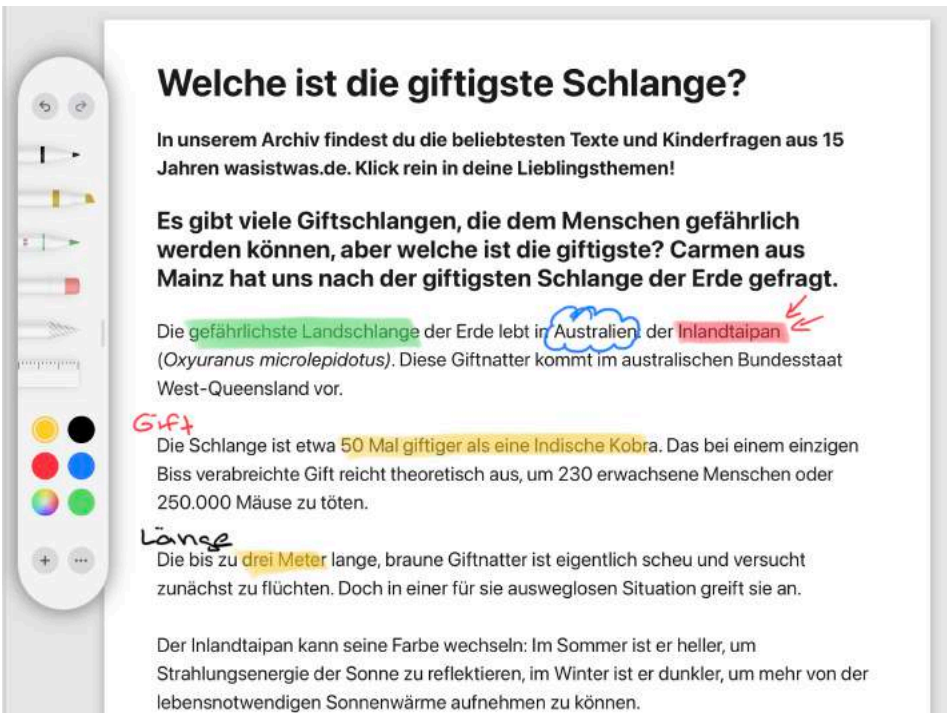 Welche ist die giftigste Schlange?
In unserem Archiv findest du die beliebtesten Texte und Kinderfragen aus 15
Jahren wasistwas.de. Klick rein in deine Lieblingsthemen!
Es gibt viele Giftschlangen, die dem Menschen gefährlich
werden können, aber welche ist die giftigste? Carmen aus
Mainz hat uns nach der giftigsten Schlange der Erde gefragt.
Die gefährlichste Landschlange der Erde lebt in Australien: der Inlandtaipan
(Oxyuranus microlepidotus). Diese Giftnatter kommt im australischen Bundesstaat
West-Queensland vor.
Gift
Die Schlange ist etwa 50 Mal giftiger als eine Indische Kobra. Das bei einem einzigen
Biss verabreichte Gift reicht theoretisch aus, um 230 erwachsene Menschen oder
250.000 Mäuse zu töten.
Länge
Die bis zu drei Meter lange, braune Giftnatter ist eigentlich scheu und versucht
zunächst zu flüchten. Doch in einer für sie ausweglosen Situation greift sie an.
Der Inlandtaipan kann seine Farbe wechseln: Im Sommer ist er heller, um
Strahlungsenergie der Sonne zu reflektieren, im Winter ist er dunkler, um mehr von der
lebensnotwendigen Sonnenwärme aufnehmen zu können.